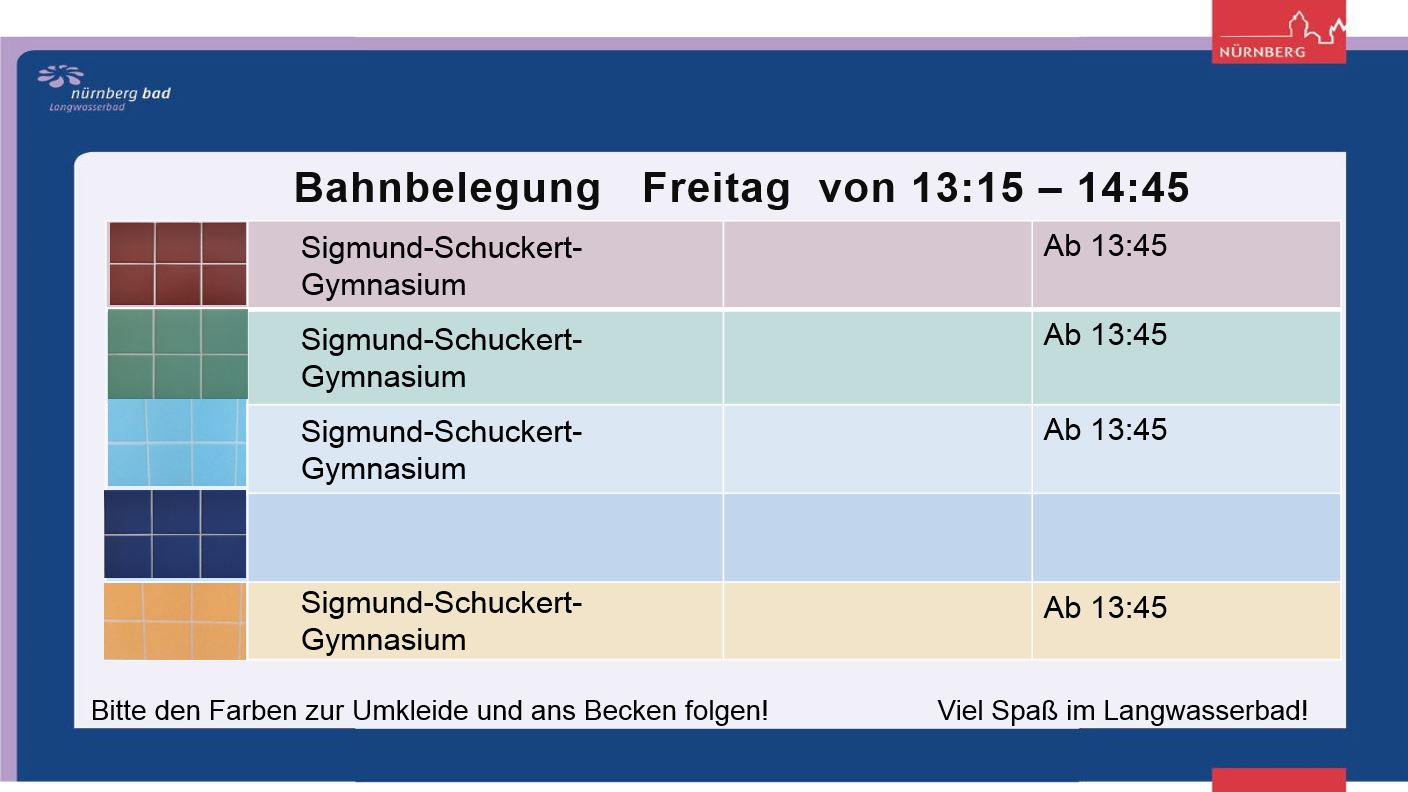 NÜRNBERG
nürnberg bad
Langwasserbad
Bahnbelegung Freitag von 13:15 – 14:45
Sigmund-Schuckert-
Gymnasium
Ab 13:45
Sigmund-Schuckert-
Gymnasium
Ab 13:45
Sigmund-Schuckert-
Gymnasium
Ab 13:45
Sigmund-Schuckert-
Gymnasium
Ab 13:45
Bitte den Farben zur Umkleide und ans Becken folgen!
Viel Spaß im Langwasserbad!